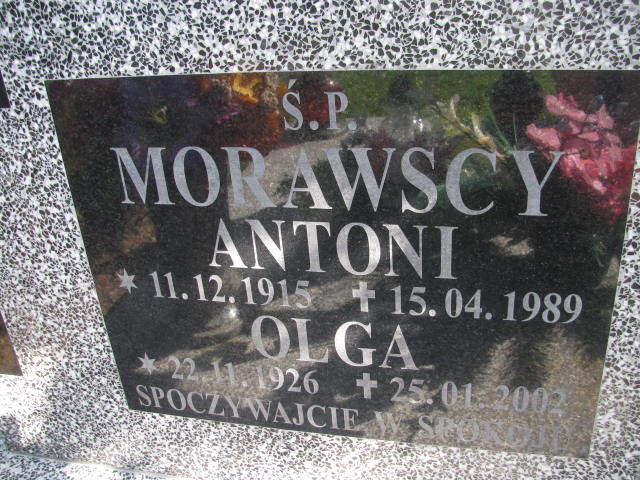 Ś.P.
MORAWSCY
ANTONI
* 11.12.1915 ✝ 15.04.1989
OLGA
* 22.11.1926 ✝ 25.01.2002
SPOCZYWAJCIE W SPOKOJU